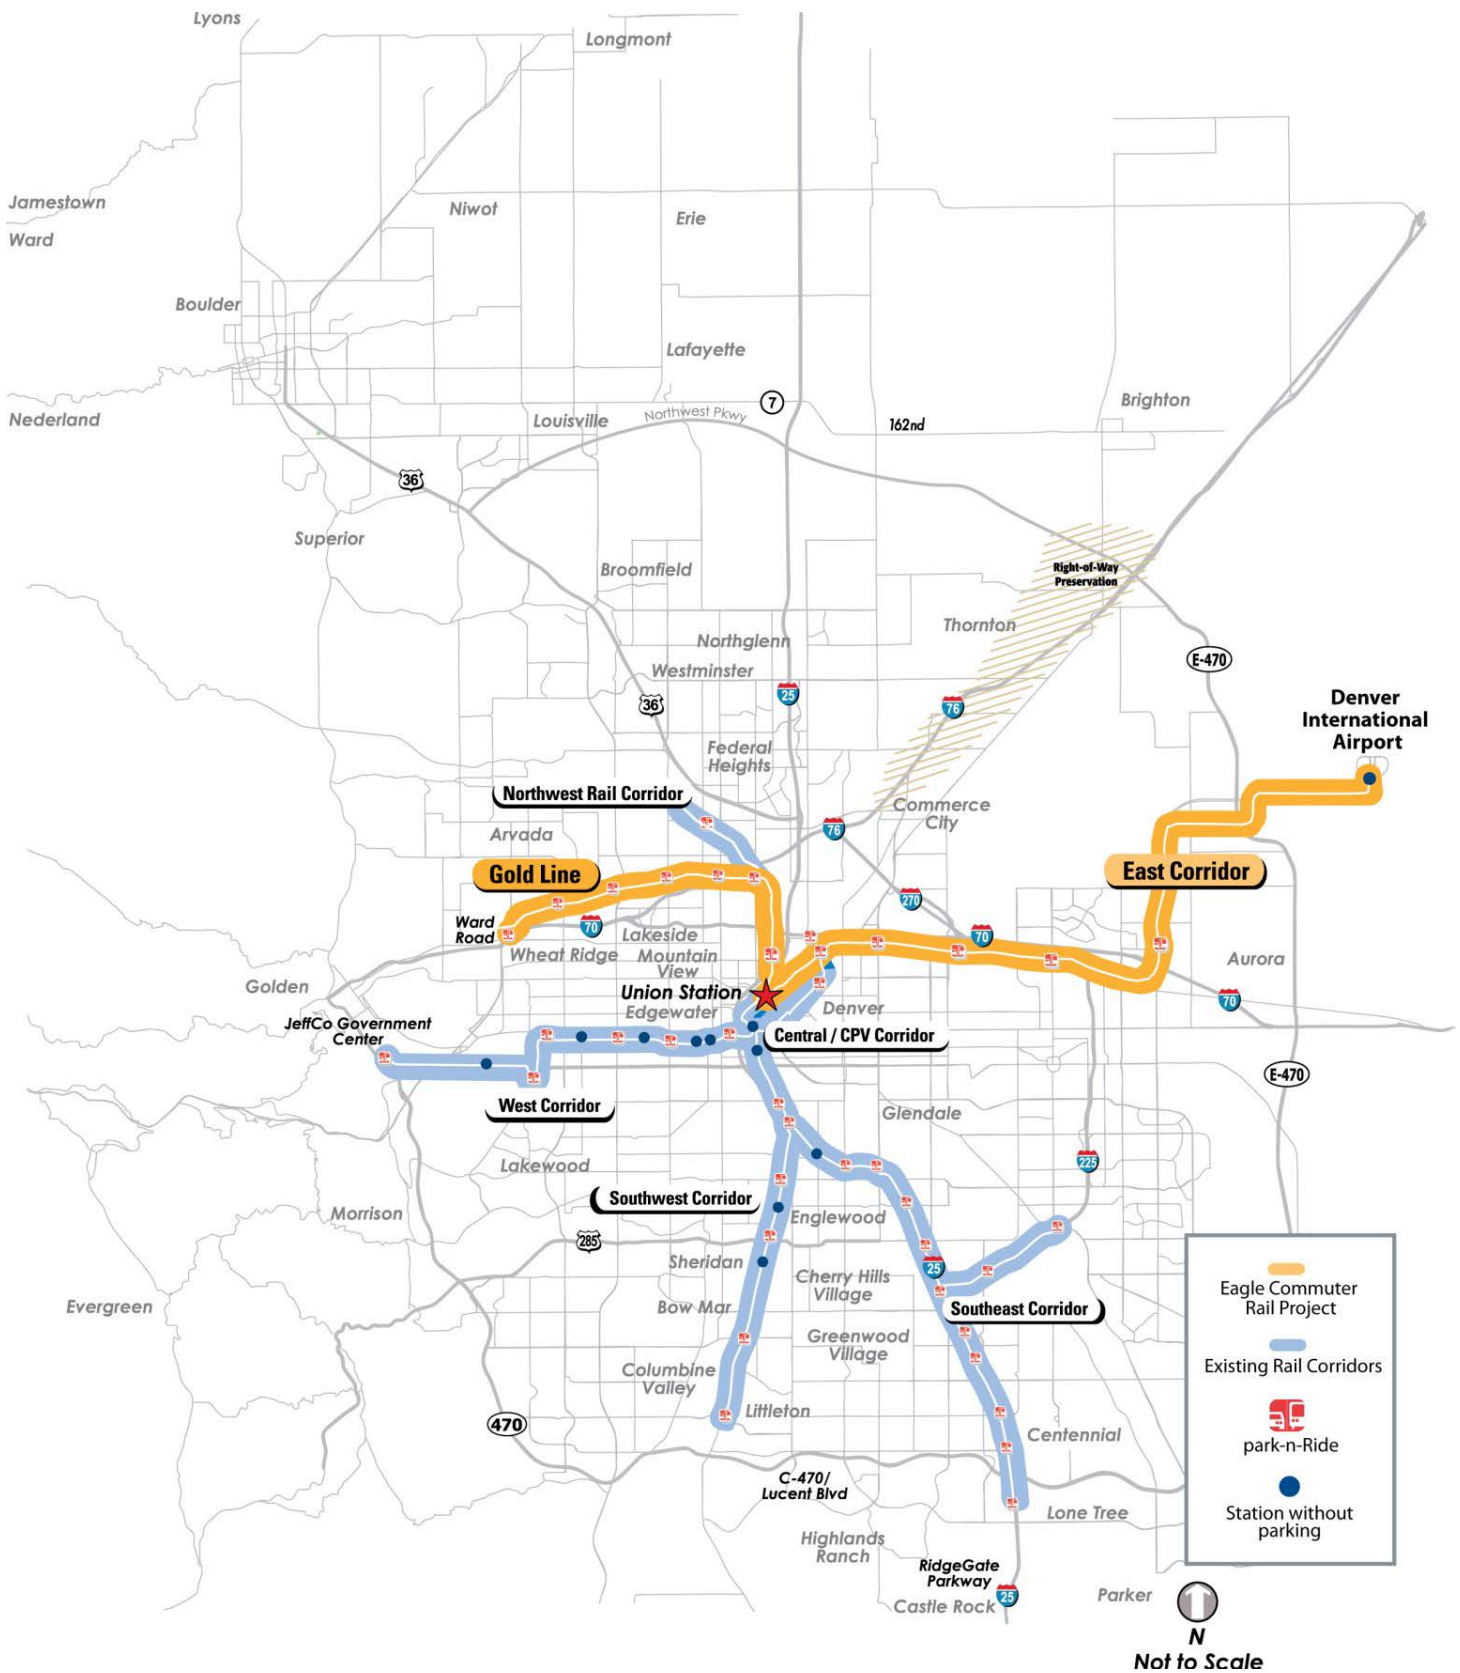 Lyons
Longmont
Jamestown
Niwot
Erie
Ward
Boulder
Lafayette
Nederland
Louisville
Northwest Pkwy
7
162nd
Brighton
36
Superior
Broomfield
Right-of-Way
Preservation
Thornton
Northglenn
Westminster
E-470
25
36
76
Denver
International
Airport
Federal
Heights
Northwest Rail Corridor
Commerce
City
76
Arvada
Gold Line
East Corridor
270
Ward
Road
70
Lakeside
70
Wheat Ridge
Mountain
View
Aurora
Golden
Union Station
Edgewater
Denver
70
JeffCo Government
Center
Central / CPV Corridor
E-470
West Corridor
Glendale
Lakewood
225
Southwest Corridor
Morrison
Englewood
285
Sheridan
25
Cherry Hills
Village
Evergreen
Bow Mar
Southeast Corridor
Greenwood
Village
Columbine
Valley
Littleton
470
Centennial
C-470/
Lucent Blvd
Lone Tree
Highlands
Ranch
RidgeGate
Parkway
25
Castle Rock
Parker
Eagle Commuter
Rail Project
Existing Rail Corridors
park-n-Ride
Station without
parking
N
Not to Scale